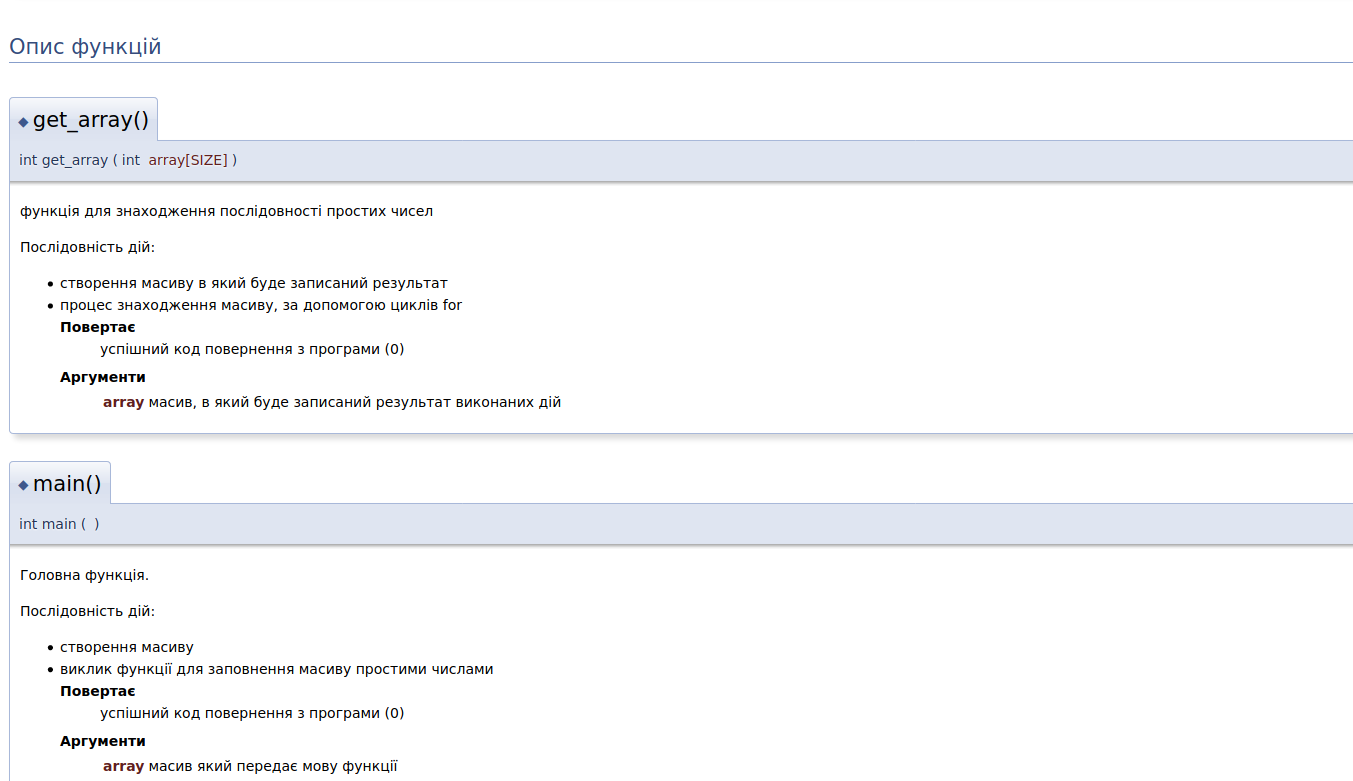 Опис функцій
◆ get_array()
int get_array ( int array[SIZE] )
функція для знаходження послідовності простих чисел
Послідовність дій:
• створення масиву в який буде записаний результат
• процес знаходження масиву, за допомогою циклів for
Повертає
успішний код повернення з програми (0)
Аргументи
array масив, в який буде записаний результат виконаних дій
◆ main()
int main ( )
Головна функція.
Послідовність дій:
• створення масиву
• виклик функції для заповнення масиву простими числами
Повертає
успішний код повернення з програми (0)
Аргументи
array масив який передає мову функції